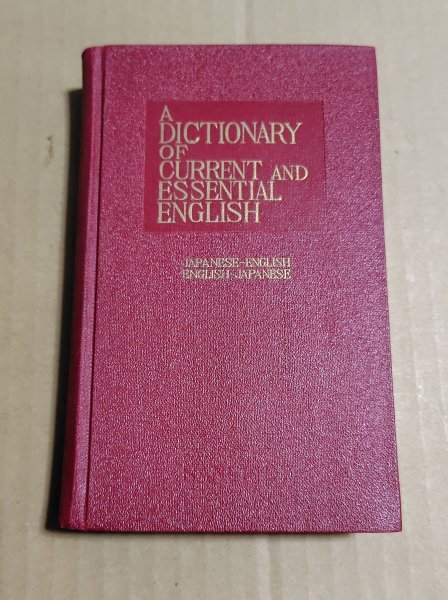 A
DICTIONARY
OF
CURRENT AND
ESSENTIAL
ENGLISH
JAPANESE-ENGLISH
ENGLISH-JAPANESE